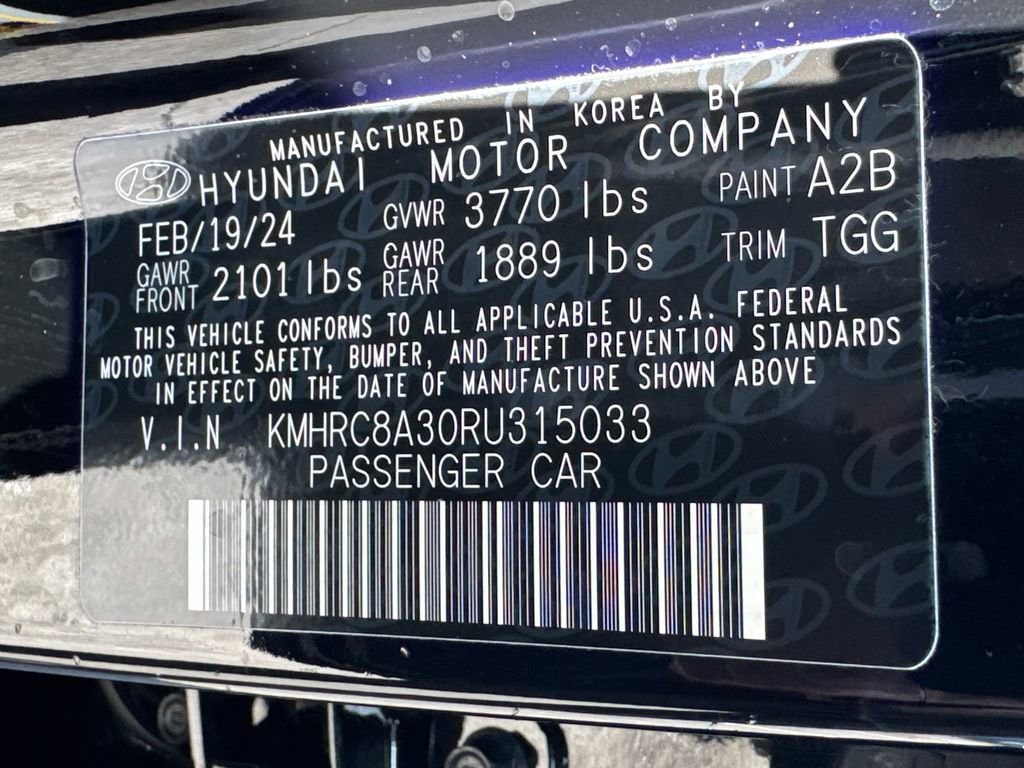 MANUFACTURED IN KOREA BY
HYUNDAI MOTOR COMPANY
FEB/19/24 GVWR 3770 lbs PAINT A2B
GAWR FRONT 2101 lbs GAWR REAR 1889 lbs TRIM TGG
THIS VEHICLE CONFORMS TO ALL APPLICABLE U.S.A. FEDERAL
MOTOR VEHICLE SAFETY, BUMPER, AND THEFT PREVENTION STANDARDS
IN EFFECT ON THE DATE OF MANUFACTURE SHOWN ABOVE
V.I.N KMHRC8A30RU315033
PASSENGER CAR